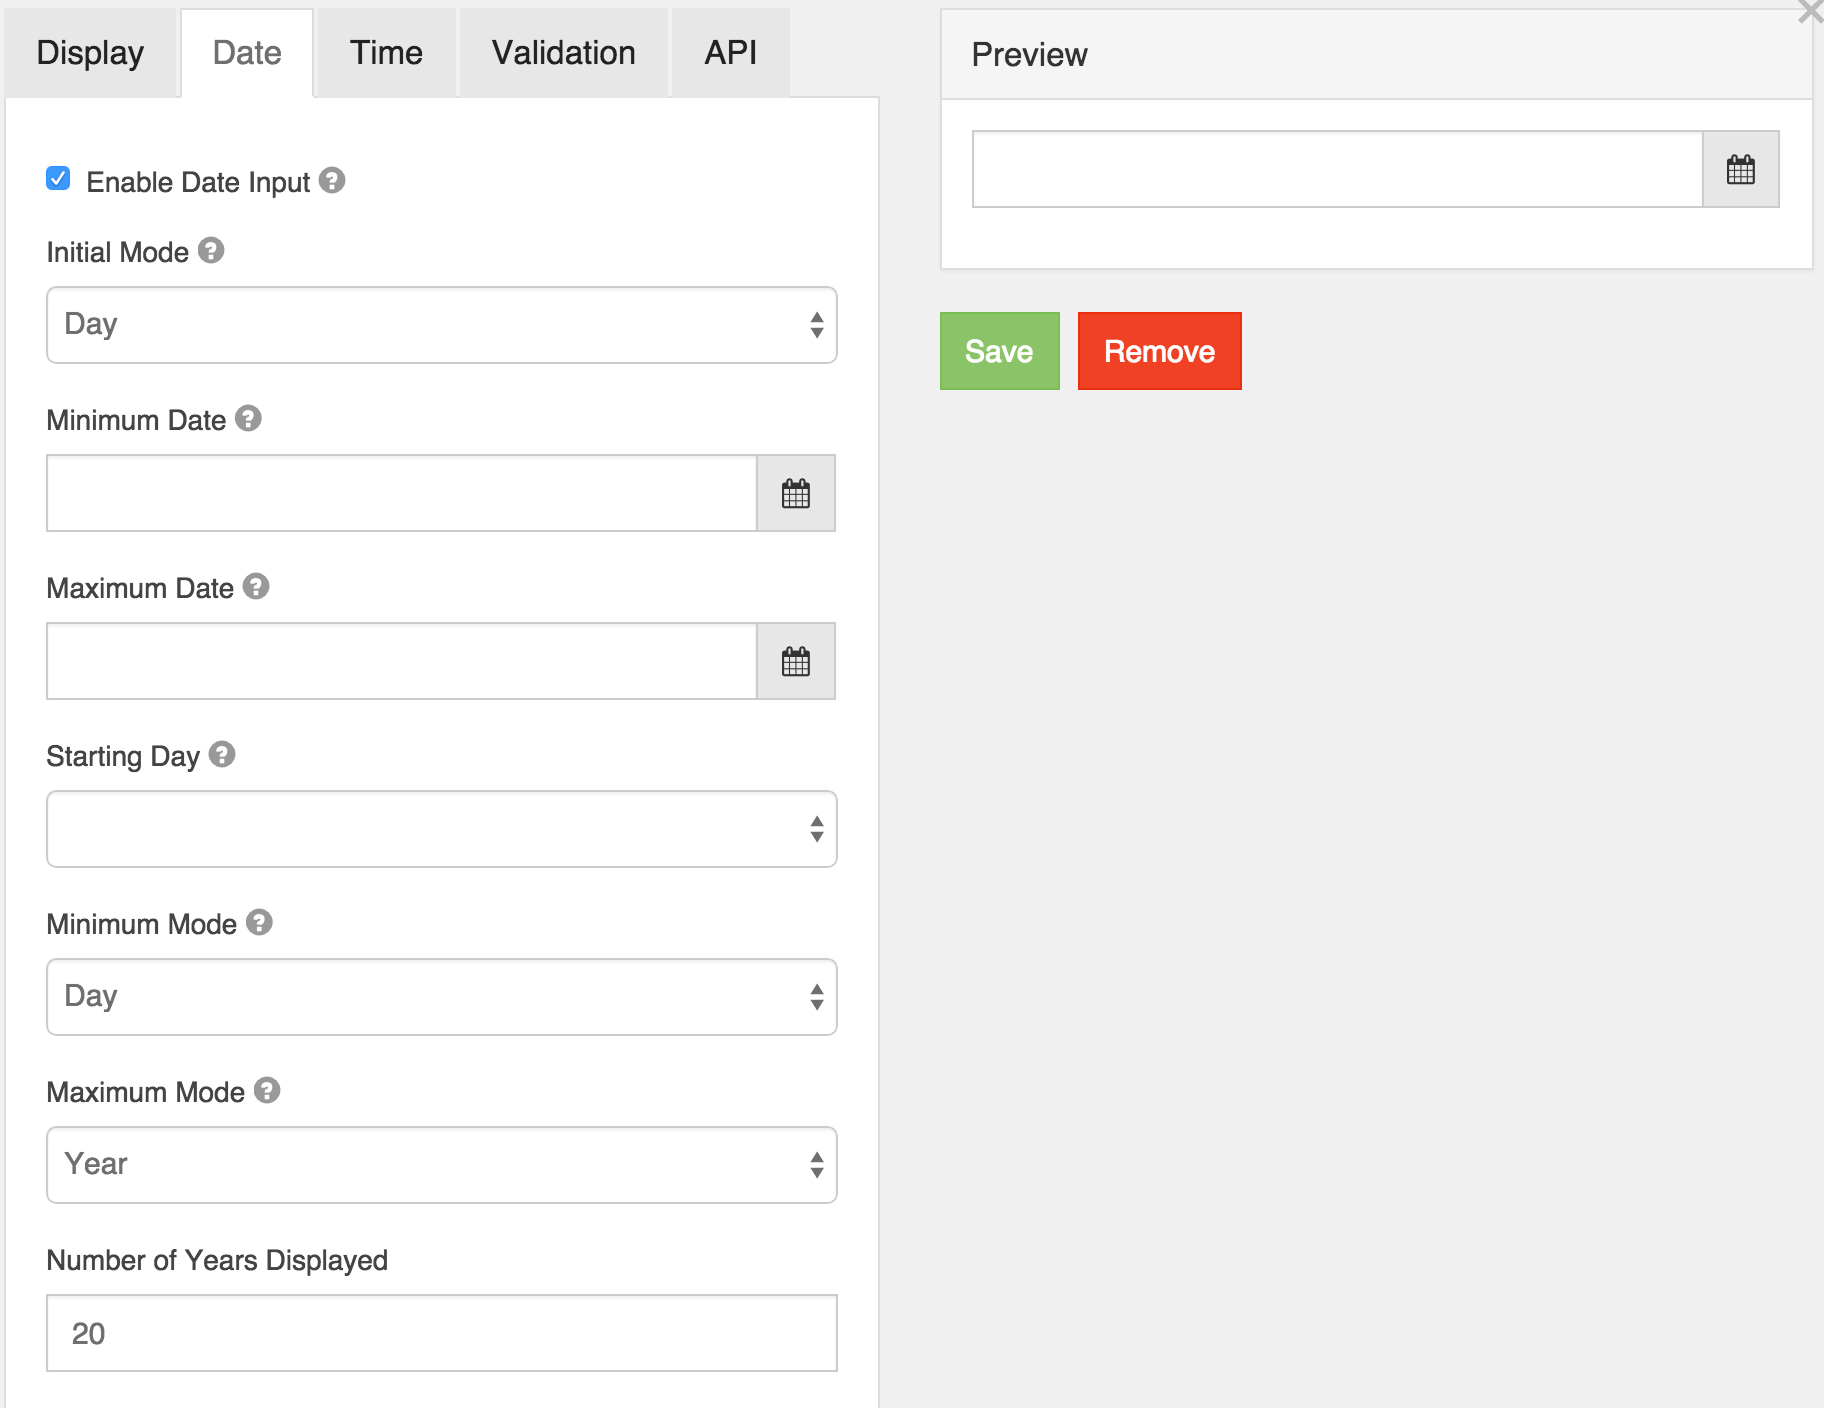 Display Date Time Validation API
Enable Date Input ?
Initial Mode ?
Day
Minimum Date ?
Maximum Date ?
Starting Day ?
Minimum Mode ?
Day
Maximum Mode ?
Year
Number of Years Displayed
20
Preview
Save Remove